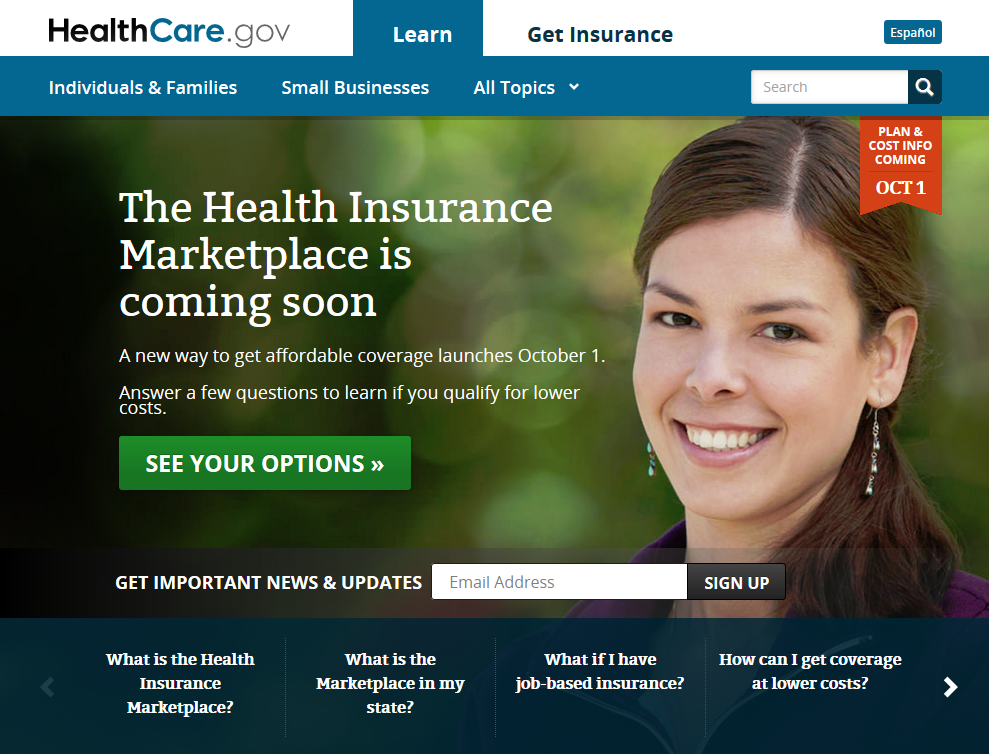 HealthCare.gov
Learn
Get Insurance
Español
Individuals & Families
Small Businesses
All Topics
Search
PLAN &
COST INFO
COMING
OCT 1
The Health Insurance
Marketplace is
coming soon
A new way to get affordable coverage launches October 1.
Answer a few questions to learn if you qualify for lower
costs.
SEE YOUR OPTIONS »
GET IMPORTANT NEWS & UPDATES
Email Address
SIGN UP
What is the Health
Insurance
Marketplace?
What is the
Marketplace in my
state?
What if I have
job-based insurance?
How can I get coverage
at lower costs?